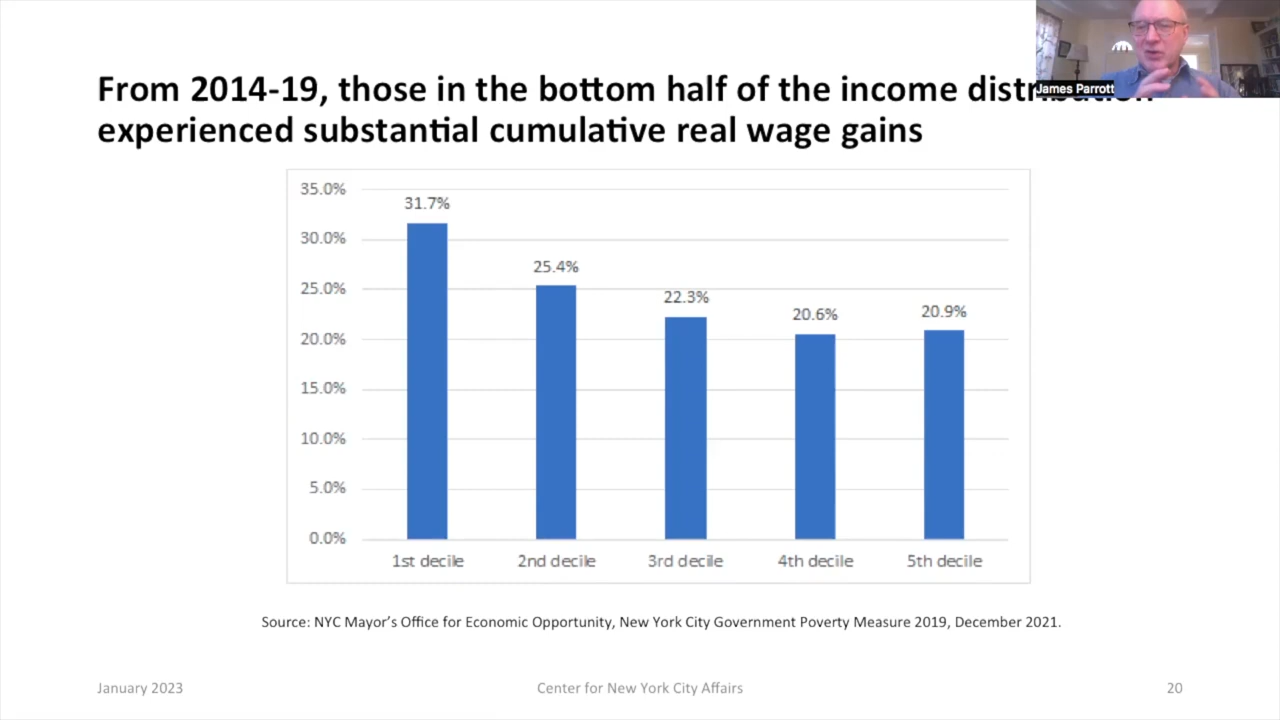 From 2014-19, those in the bottom half of the income
experienced substantial cumulative real wage gains
James Parrott
35.0%
30.0%
25.0%
20.0%
15.0%
10.0%
5.0%
0.0%
31.7%
25.4%
22.3%
20.6%
20.9%
1st decile 2nd decile 3rd decile 4th decile 5th decile
Source: NYC Mayor’s Office for Economic Opportunity, New York City Government Poverty Measure 2019, December 2021.
January 2023 Center for New York City Affairs 20